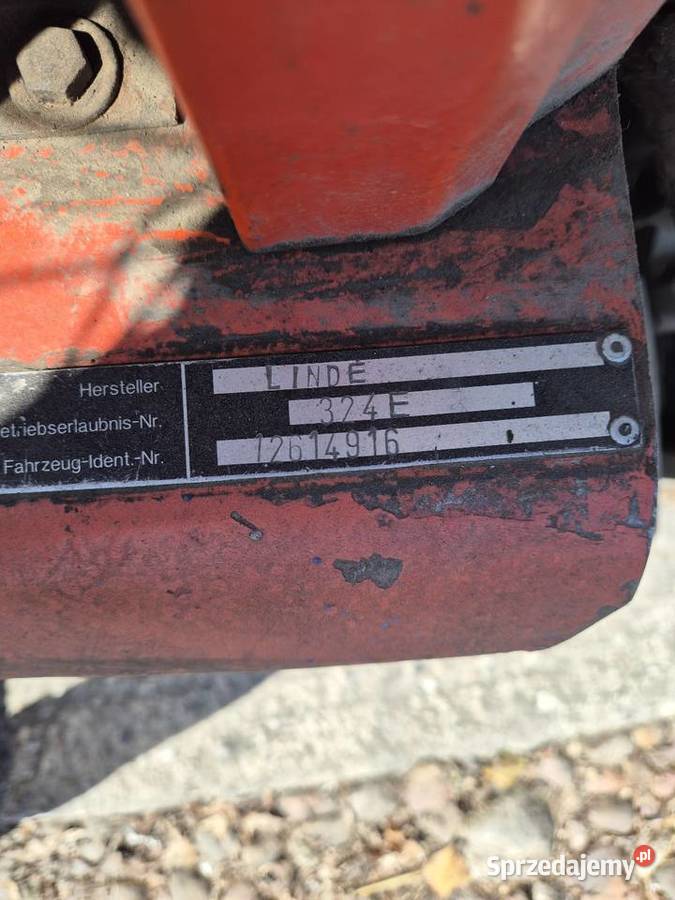 Hersteller LINDE
etriebserlaubnis-Nr. 324E
Fahrzeug-Ident.-Nr. 12614916
Sprzedajemy.pl